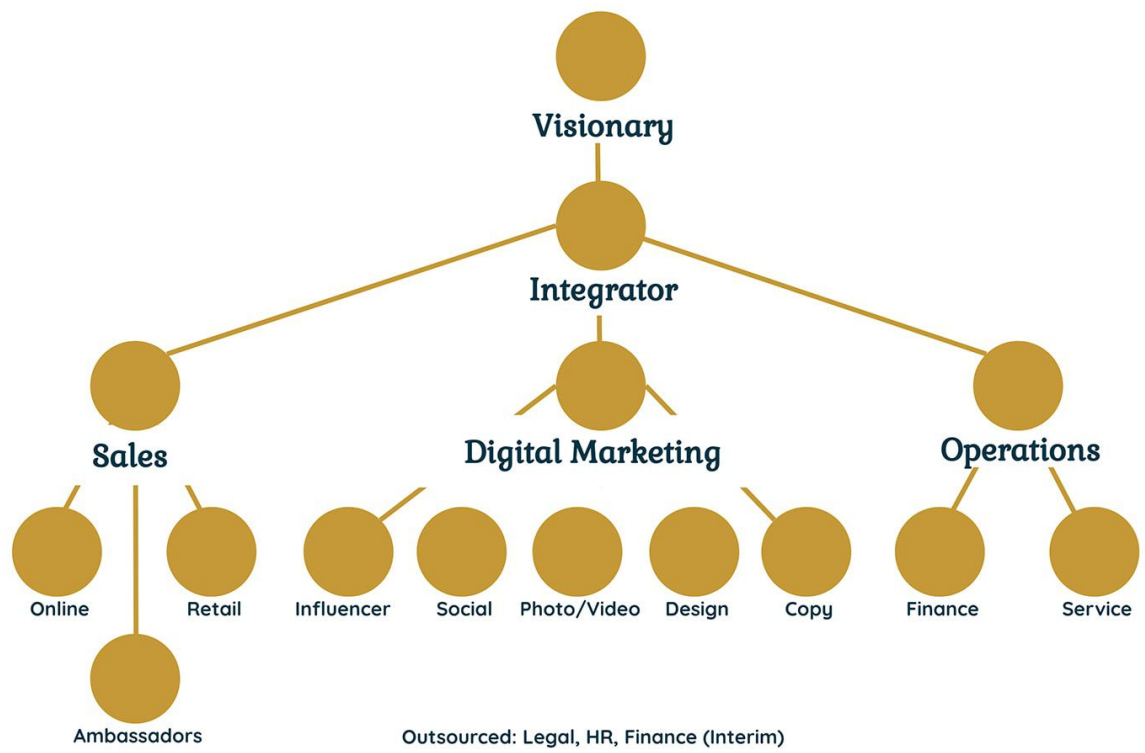 Visionary
Integrator
Sales
Digital Marketing
Operations
Online
Retail
Influencer
Social
Photo/Video
Design
Copy
Finance
Service
Ambassadors
Outsourced: Legal, HR, Finance (Interim)